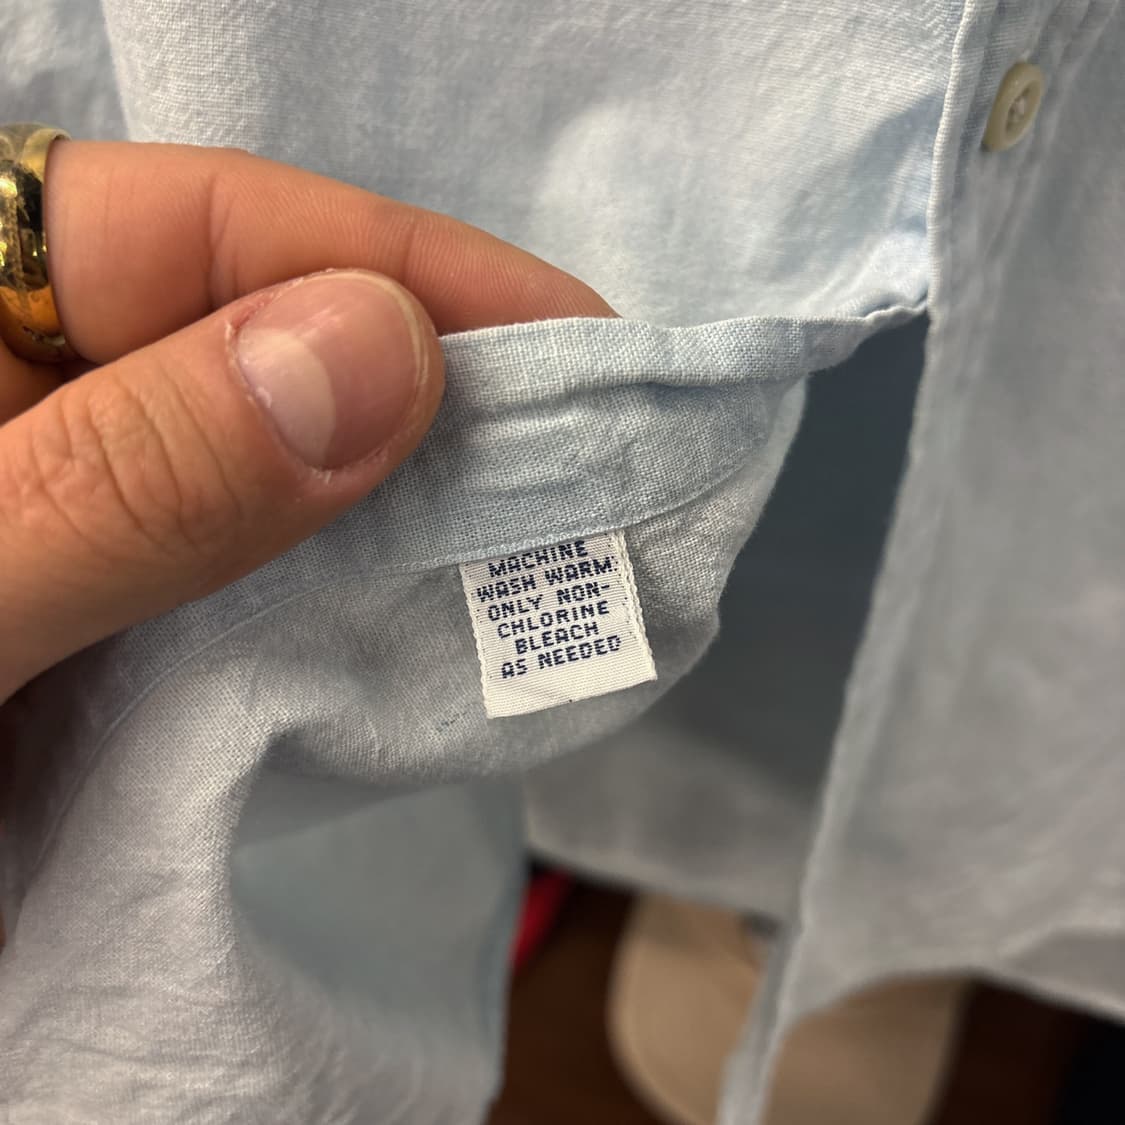 MACHINE
WASH WARM:
ONLY NON-
CHLORINE
BLEACH
AS NEEDED